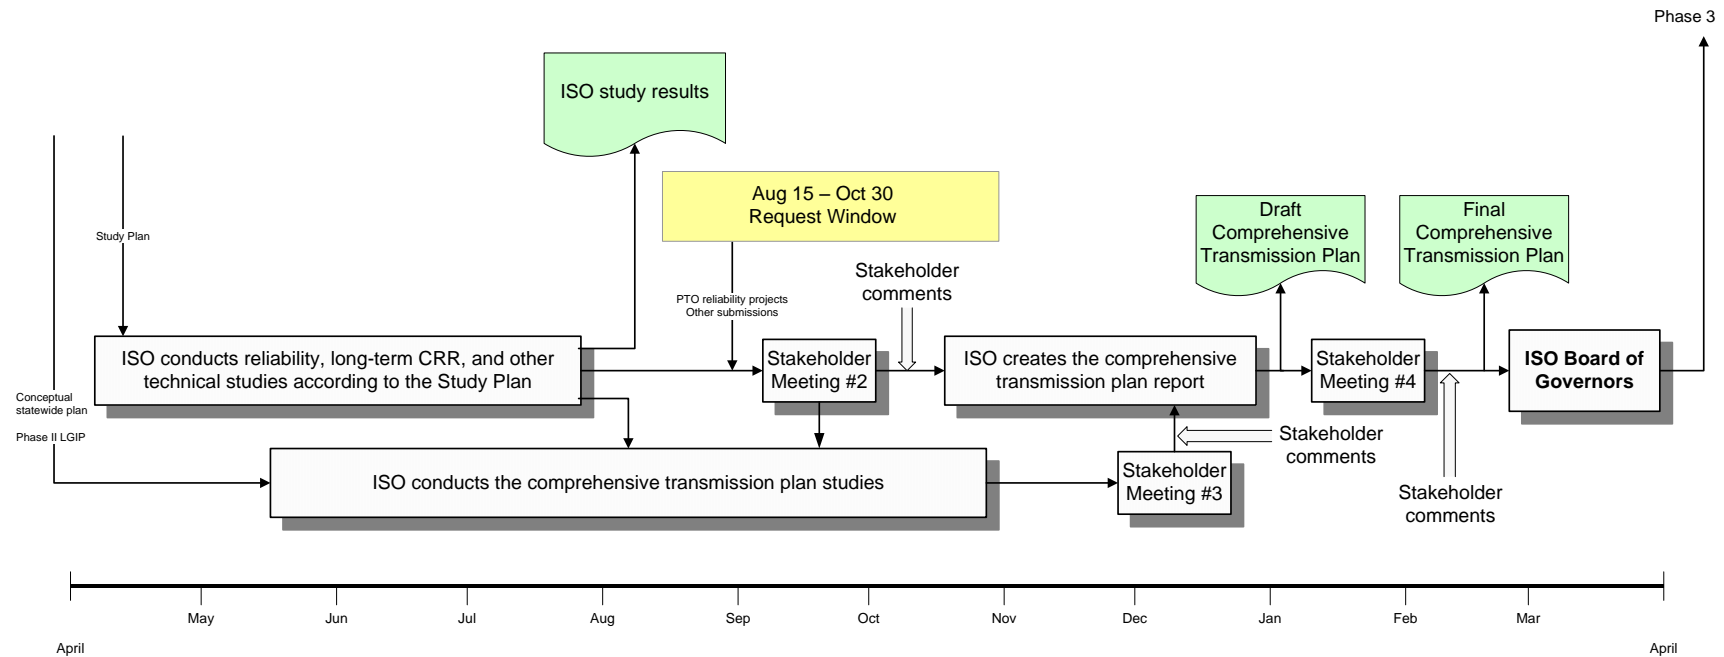 Phase 3
ISO study results
Aug 15 – Oct 30
Request Window
Study Plan
Draft
Comprehensive
Transmission Plan
Final
Comprehensive
Transmission Plan
Stakeholder
comments
PTO reliability projects
Other submissions
ISO conducts reliability, long-term CRR, and other
technical studies according to the Study Plan
Stakeholder
Meeting #2
ISO creates the comprehensive
transmission plan report
Stakeholder
Meeting #4
ISO Board of
Governors
Conceptual
statewide plan
Phase II LGIP
Stakeholder
comments
ISO conducts the comprehensive transmission plan studies
Stakeholder
Meeting #3
Stakeholder
comments
May
Jun
Jul
Aug
Sep
Oct
Nov
Dec
Jan
Feb
Mar
April
April